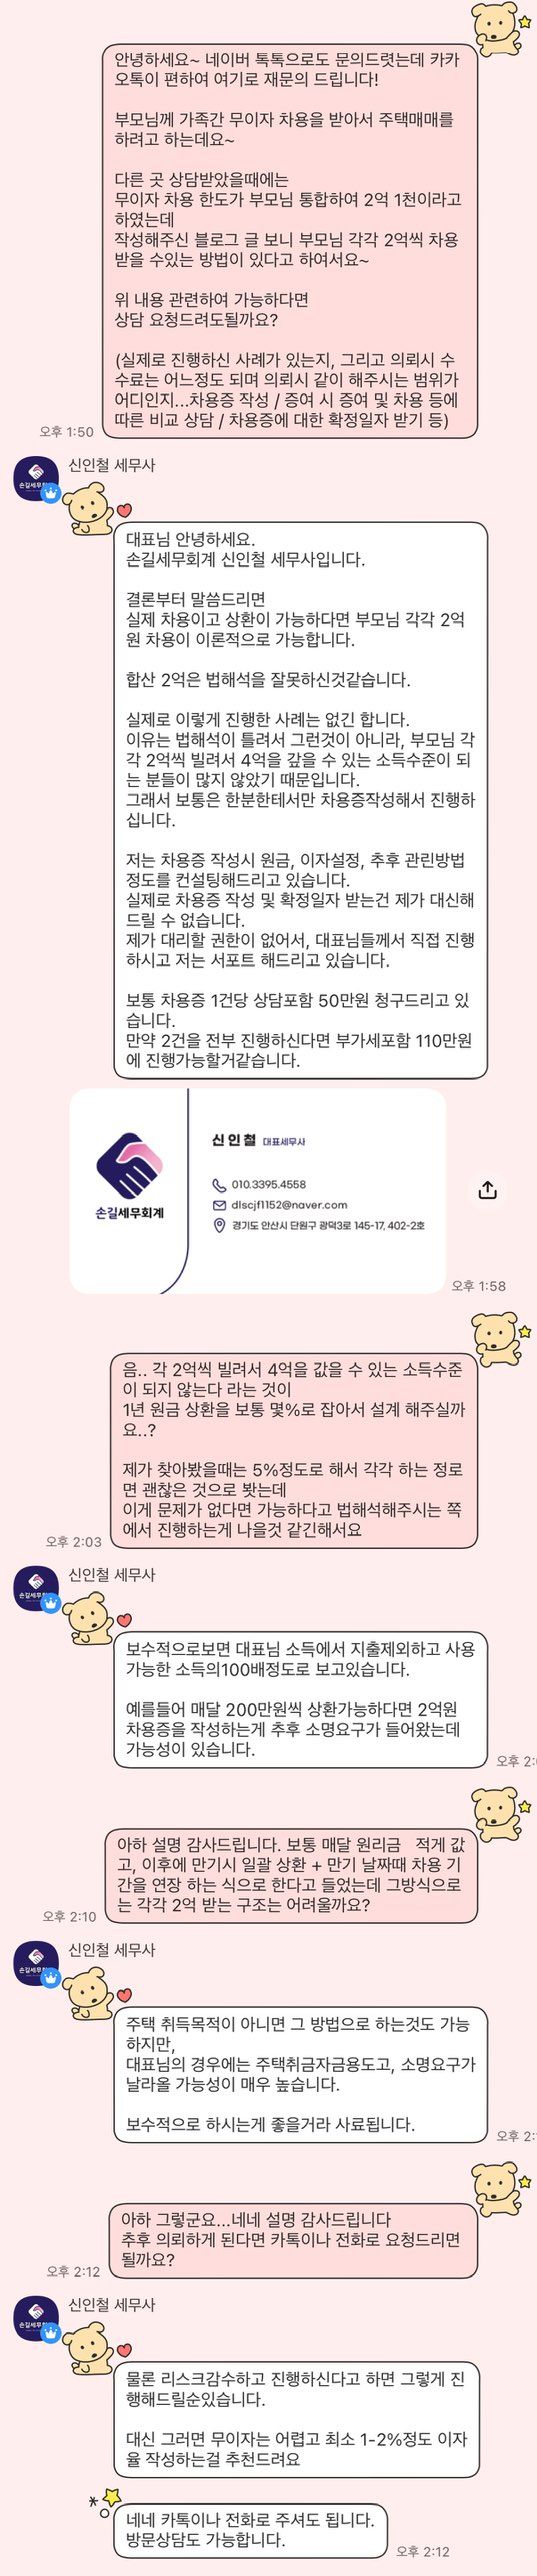 안녕하세요~ 네이버 톡톡으로도 문의드렷는데 카카
오톡이 편하여 여기로 재문의 드립니다!
부모님께 가족간 무이자 차용을 받아서 주택매매를
하려고 하는데요~
다른 곳 상담받았을때에는
무이자 차용 한도가 부모님 통합하여 2억 1천이라고
하였는데
작성해주신 블로그 글 보니 부모님 각각 2억씩 차용
받을 수있는 방법이 있다고 하여서요~
위 내용 관련하여 가능하다면
상담 요청드려도될까요?
(실제로 진행하신 사례가 있는지, 그리고 의뢰시 수
수료는 어느정도 되며 의뢰시 같이 해주시는 범위가
어디인지...차용증 작성 / 증여 시 증여 및 차용 등에
따른 비교 상담 / 차용증에 대한 확정일자 받기 등)
오후 1:50
신인철 세무사
손길세무회계
대표님 안녕하세요.
손길세무회계 신인철 세무사입니다.
결론부터 말씀드리면
실제 차용이고 상환이 가능하다면 부모님 각각 2억
원 차용이 이론적으로 가능합니다.
합산 2억은 법해석을 잘못하신것같습니다.
실제로 이렇게 진행한 사례는 없긴 합니다.
이유는 법해석이 틀려서 그런것이 아니라, 부모님 각
각 2억씩 빌려서 4억을 갚을 수 있는 소득수준이 되
는 분들이 많지 않았기 때문입니다.
그래서 보통은 한분한테서만 차용증작성해서 진행하
십니다.
저는 차용증 작성시 원금, 이자설정, 추후 관린방법
정도를 컨설팅해드리고 있습니다.
실제로 차용증 작성 및 확정일자 받는건 제가 대신해
드릴 수 없습니다.
제가 대리할 권한이 없어서, 대표님들께서 직접 진행
하시고 저는 서포트 해드리고 있습니다.
보통 차용증 1건당 상담포함 50만원 청구드리고 있
습니다.
만약 2건을 전부 진행하신다면 부가세포함 110만원
에 진행가능할거같습니다.
손길세무회계
신인철 대표세무사
010.3395.4558
dlscjf1152@naver.com
경기도 안산시 단원구 광덕3로 145-17, 402-2호
오후 1:58
음.. 각 2억씩 빌려서 4억을 값을 수 있는 소득수준
이 되지 않는다 라는 것이
1년 원금 상환을 보통 몇%로 잡아서 설계 해주실까
요..?
제가 찾아봤을때는 5%정도로 해서 각각 하는 정로
면 괜찮은 것으로 봣는데
이게 문제가 없다면 가능하다고 법해석해주시는 쪽
에서 진행하는게 나을것 같긴해서요
오후 2:03
신인철 세무사
보수적으로보면 대표님 소득에서 지출제외하고 사용
가능한 소득의100배정도로 보고있습니다.
예를들어 매달 200만원씩 상환가능하다면 2억원
차용증을 작성하는게 추후 소명요구가 들어왔는데
가능성이 있습니다.
오후 2:
아하 설명 감사드립니다. 보통 매달 원리금 적게 값
고, 이후에 만기시 일괄 상환 + 만기 날짜때 차용 기
간을 연장 하는 식으로 한다고 들었는데 그방식으로
는 각각 2억 받는 구조는 어려울까요?
오후 2:10
신인철 세무사
주택 취득목적이 아니면 그 방법으로 하는것도 가능
하지만,
대표님의 경우에는 주택취금자금용도고, 소명요구가
날라올 가능성이 매우 높습니다.
보수적으로 하시는게 좋을거라 사료됩니다.
오후 2:
아하 그렇군요...네네 설명 감사드립니다
추후 의뢰하게 된다면 카톡이나 전화로 요청드리면
될까요?
오후 2:12
신인철 세무사
물론 리스크감수하고 진행하신다고 하면 그렇게 진
행해드릴순있습니다.
대신 그러면 무이자는 어렵고 최소 1-2%정도 이자
율 작성하는걸 추천드려요
네네 카톡이나 전화로 주셔도 됩니다.
방문상담도 가능합니다.
오후 2:12